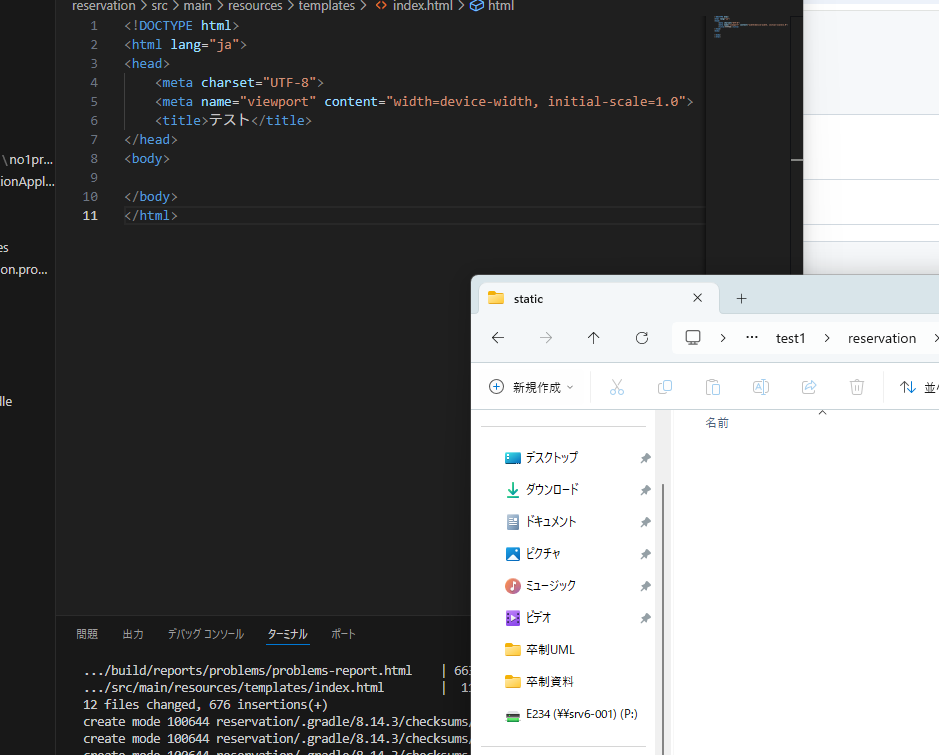 reservation > src > main > resources > templates > <> index.html > html
1 <!DOCTYPE html>
2 <html lang="ja">
3 <head>
4 <meta charset="UTF-8">
5 <meta name="viewport" content="width=device-width, initial-scale=1.0">
6 <title>テスト</title>
7 </head>
8 <body>
9
10 </body>
11 </html>
\no1pr...
ionAppl...
es
on.pro...
lle
static
test1 > reservation >
新規作成
並
名前
デスクトップ
ダウンロード
ドキュメント
ピクチャ
ミュージック
ビデオ
卒制UML
卒制資料
E234 (¥¥srv6-001) (P:)
問題 出力 デバッグ コンソール ターミナル ポート
.../build/reports/problems/problems-report.html | 663
.../src/main/resources/templates/index.html | 11
12 files changed, 676 insertions(+)
create mode 100644 reservation/.gradle/8.14.3/checksums/
create mode 100644 reservation/.gradle/8.14.3/checksums/